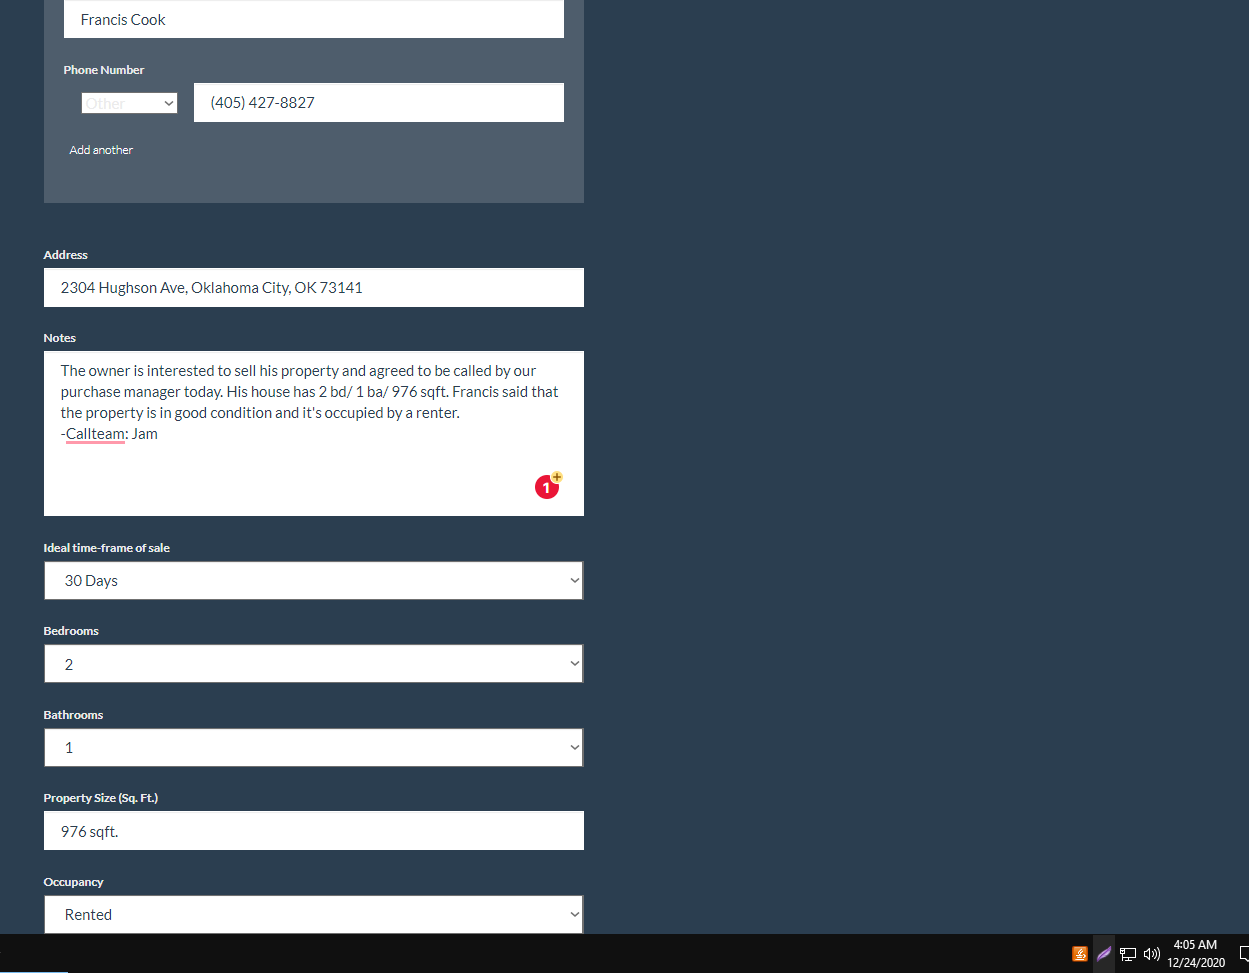 Francis Cook
Phone Number
Other
(405) 427-8827
Add another
Address
2304 Hughson Ave, Oklahoma City, OK 73141
Notes
The owner is interested to sell his property and agreed to be called by our
purchase manager today. His house has 2 bd/ 1 ba/ 976 sqft. Francis said that
the property is in good condition and it's occupied by a renter.
-Callteam: Jam
1
Ideal time-frame of sale
30 Days
Bedrooms
2
Bathrooms
1
Property Size (Sq. Ft.)
976 sqft.
Occupancy
Rented
4:05 AM
12/24/2020